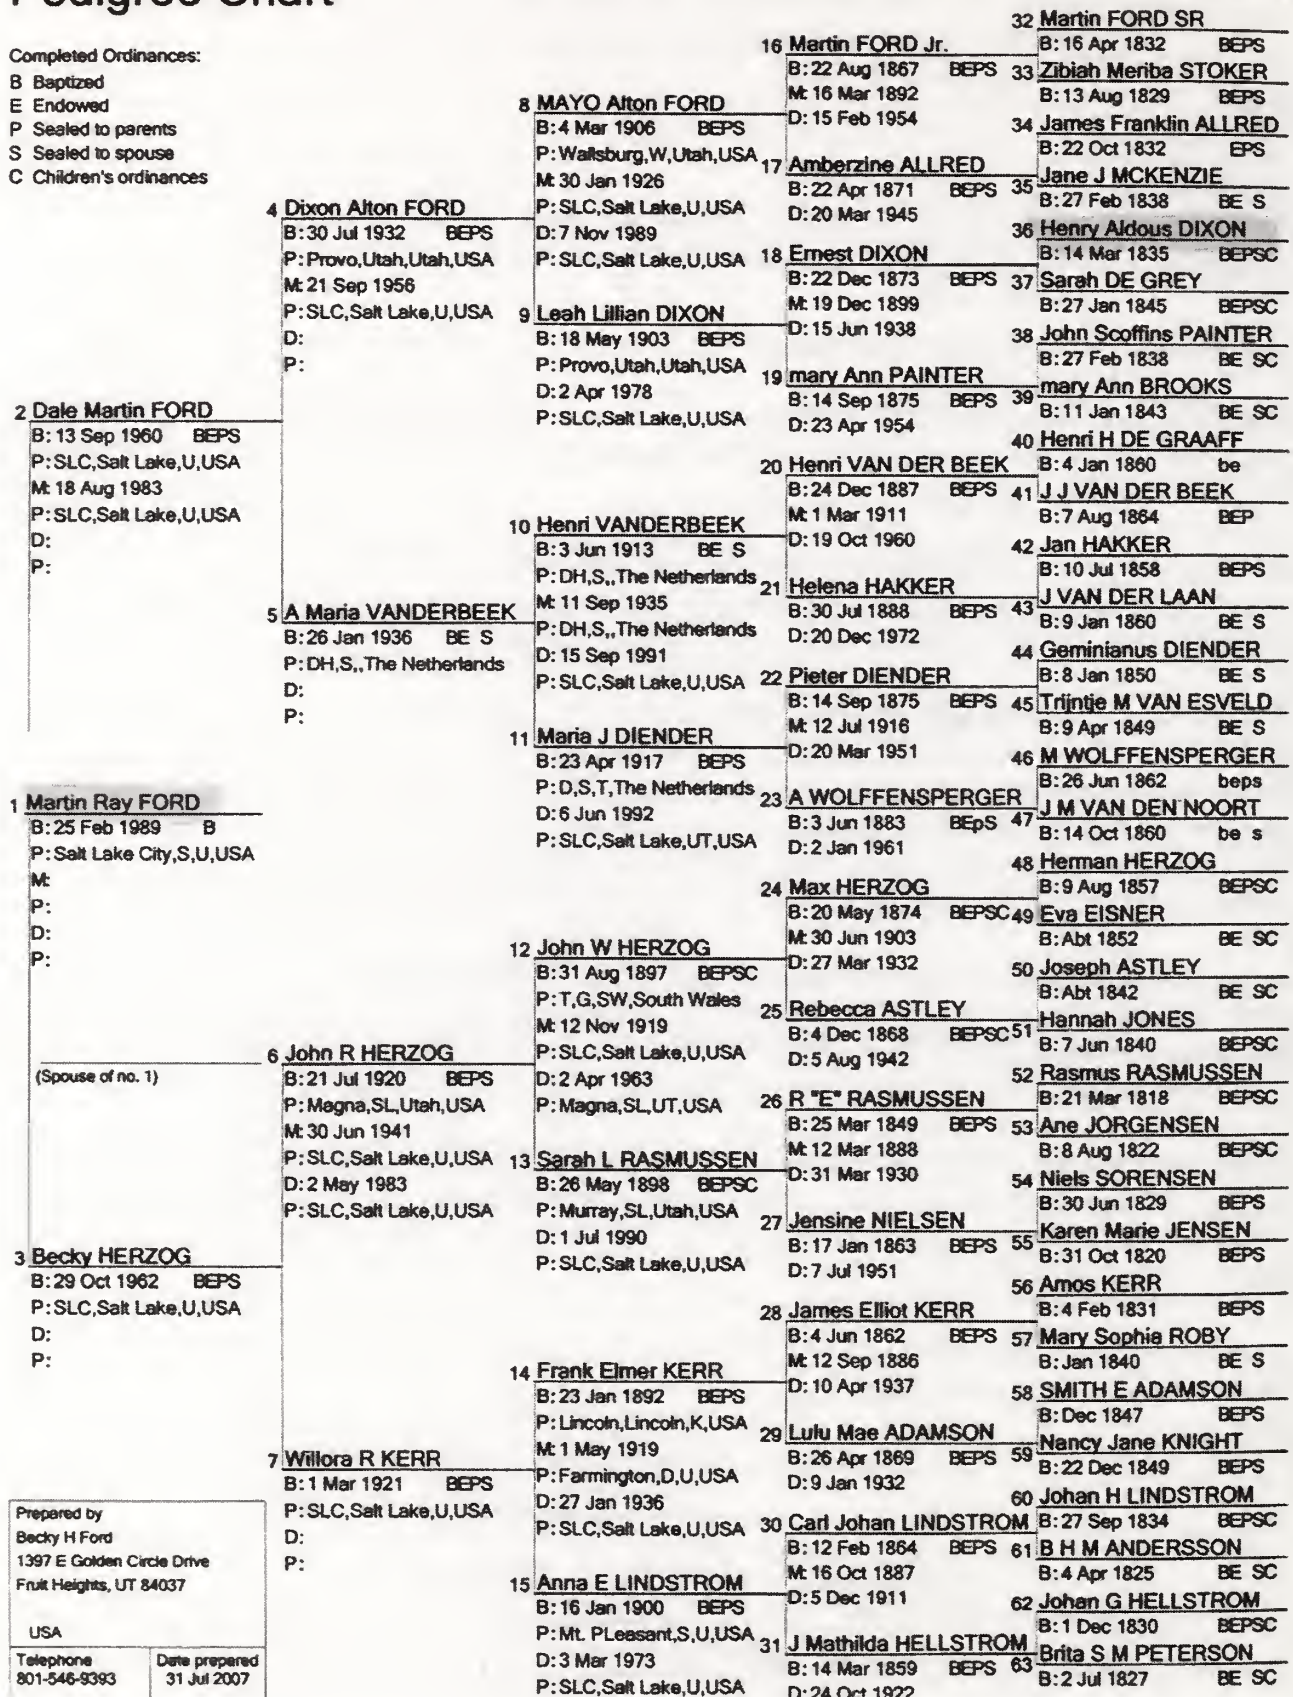 Completed Ordinances:
B Baptized
E Endowed
P Sealed to parents
S Sealed to spouse
C Children's ordinances
1 Martin Ray FORD
B: 25 Feb 1989 B
P: Salt Lake City,S,U,USA
M:
P:
D:
P:
(Spouse of no. 1)
2 Dale Martin FORD
B: 13 Sep 1960 BEPS
P: SLC,Salt Lake,U,USA
M: 18 Aug 1983
P: SLC,Salt Lake,U,USA
D:
P:
3 Becky HERZOG
B: 29 Oct 1962 BEPS
P: SLC,Salt Lake,U,USA
D:
P:
Prepared by
Becky H Ford
1397 E Golden Circle Drive
Fruit Heights, UT 84037
USA
Telephone
801-546-9393
Date prepared
31 Jul 2007
4 Dixon Alton FORD
B: 30 Jul 1932 BEPS
P: Provo,Utah,Utah,USA
M: 21 Sep 1956
P: SLC,Salt Lake,U,USA
D:
P:
5 A Maria VANDERBEEK
B: 26 Jan 1936 BE S
P: DH,S,,The Netherlands
D:
P:
6 John R HERZOG
B: 21 Jul 1920 BEPS
P: Magna,SL,Utah,USA
M: 30 Jun 1941
P: SLC,Salt Lake,U,USA
D: 2 May 1983
P: SLC,Salt Lake,U,USA
7 Willora R KERR
B: 1 Mar 1921 BEPS
P: SLC,Salt Lake,U,USA
D:
P:
8 MAYO Alton FORD
B: 4 Mar 1906 BEPS
P: Wallsburg,W,Utah,USA
M: 30 Jan 1926
P: SLC,Salt Lake,U,USA
D: 7 Nov 1989
P: SLC,Salt Lake,U,USA
9 Leah Lillian DIXON
B: 18 May 1903 BEPS
P: Provo,Utah,Utah,USA
D: 2 Apr 1978
P: SLC,Salt Lake,U,USA
10 Henri VANDERBEEK
B: 3 Jun 1913 BE S
P: DH,S,,The Netherlands
M: 11 Sep 1935
P: DH,S,,The Netherlands
D: 15 Sep 1991
P: SLC,Salt Lake,U,USA
11 Maria J DIENDER
B: 23 Apr 1917 BEPS
P: D,S,T,The Netherlands
D: 6 Jun 1992
P: SLC,Salt Lake,UT,USA
12 John W HERZOG
B: 31 Aug 1897 BEPSC
P: T,G,SW,South Wales
M: 12 Nov 1919
P: SLC,Salt Lake,U,USA
D: 2 Apr 1963
P: Magna,SL,UT,USA
13 Sarah L RASMUSSEN
B: 26 May 1898 BEPSC
P: Murray,SL,Utah,USA
D: 1 Jul 1990
P: SLC,Salt Lake,U,USA
14 Frank Elmer KERR
B: 23 Jan 1892 BEPS
P: Lincoln,Lincoln,K,USA
M: 1 May 1919
P: Farmington,D,U,USA
D: 27 Jan 1936
P: SLC,Salt Lake,U,USA
15 Anna E LINDSTROM
B: 16 Jan 1900 BEPS
P: Mt. PLeasant,S,U,USA
D: 3 Mar 1973
P: SLC,Salt Lake,U,USA
16 Martin FORD Jr.
B: 22 Aug 1867 BEPS
M: 16 Mar 1892
D: 15 Feb 1954
17 Amberzine ALLRED
B: 22 Apr 1871 BEPS
D: 20 Mar 1945
18 Ernest DIXON
B: 22 Dec 1873 BEPS
M: 19 Dec 1899
D: 15 Jun 1938
19 mary Ann PAINTER
B: 14 Sep 1875 BEPS
D: 23 Apr 1954
20 Henri VAN DER BEEK
B: 24 Dec 1887 BEPS
M: 1 Mar 1911
D: 19 Oct 1960
21 Helena HAKKER
B: 30 Jul 1888 BEPS
D: 20 Dec 1972
22 Pieter DIENDER
B: 14 Sep 1875 BEPS
M: 12 Jul 1916
D: 20 Mar 1951
23 A WOLFFENSPERGER
B: 3 Jun 1883 BEpS
D: 2 Jan 1961
24 Max HERZOG
B: 20 May 1874 BEPSC
M: 30 Jun 1903
D: 27 Mar 1932
25 Rebecca ASTLEY
B: 4 Dec 1868 BEPSC
D: 5 Aug 1942
26 R "E" RASMUSSEN
B: 25 Mar 1849 BEPS
M: 12 Mar 1888
D: 31 Mar 1930
27 Jensine NIELSEN
B: 17 Jan 1863 BEPS
D: 7 Jul 1951
28 James Elliot KERR
B: 4 Jun 1862 BEPS
M: 12 Sep 1886
D: 10 Apr 1937
29 Lulu Mae ADAMSON
B: 26 Apr 1869 BEPS
D: 9 Jan 1932
30 Carl Johan LINDSTROM
B: 12 Feb 1864 BEPS
M: 16 Oct 1887
D: 5 Dec 1911
31 J Mathilda HELLSTROM
B: 14 Mar 1859 BEPS
D: 24 Oct 1922
32 Martin FORD SR
B: 16 Apr 1832 BEPS
33 Zibiah Meriba STOKER
B: 13 Aug 1829 BEPS
34 James Franklin ALLRED
B: 22 Oct 1832 EPS
35 Jane J MCKENZIE
B: 27 Feb 1838 BE S
36 Henry Aldous DIXON
B: 14 Mar 1835 BEPSC
37 Sarah DE GREY
B: 27 Jan 1845 BEPSC
38 John Scoffins PAINTER
B: 27 Feb 1838 BE SC
39 mary Ann BROOKS
B: 11 Jan 1843 BE SC
40 Henri H DE GRAAFF
B: 4 Jan 1860 be
41 J J VAN DER BEEK
B: 7 Aug 1864 BEP
42 Jan HAKKER
B: 10 Jul 1858 BEPS
43 J VAN DER LAAN
B: 9 Jan 1860 BE S
44 Geminianus DIENDER
B: 8 Jan 1850 BE S
45 Trijntje M VAN ESVELD
B: 9 Apr 1849 BE S
46 M WOLFFENSPERGER
B: 26 Jun 1862 beps
47 J M VAN DEN NOORT
B: 14 Oct 1860 be s
48 Herman HERZOG
B: 9 Aug 1857 BEPSC
49 Eva EISNER
B: Abt 1852 BE SC
50 Joseph ASTLEY
B: Abt 1842 BE SC
51 Hannah JONES
B: 7 Jun 1840 BEPSC
52 Rasmus RASMUSSEN
B: 21 Mar 1818 BEPSC
53 Ane JORGENSEN
B: 8 Aug 1822 BEPSC
54 Niels SORENSEN
B: 30 Jun 1829 BEPS
55 Karen Marie JENSEN
B: 31 Oct 1820 BEPS
56 Amos KERR
B: 4 Feb 1831 BEPS
57 Mary Sophia ROBY
B: Jan 1840 BE S
58 SMITH E ADAMSON
B: Dec 1847 BEPS
59 Nancy Jane KNIGHT
B: 22 Dec 1849 BEPS
60 Johan H LINDSTROM
B: 27 Sep 1834 BEPSC
61 B H M ANDERSSON
B: 4 Apr 1825 BE SC
62 Johan G HELLSTROM
B: 1 Dec 1830 BEPSC
63 Brita S M PETERSON
B: 2 Jul 1827 BE SC